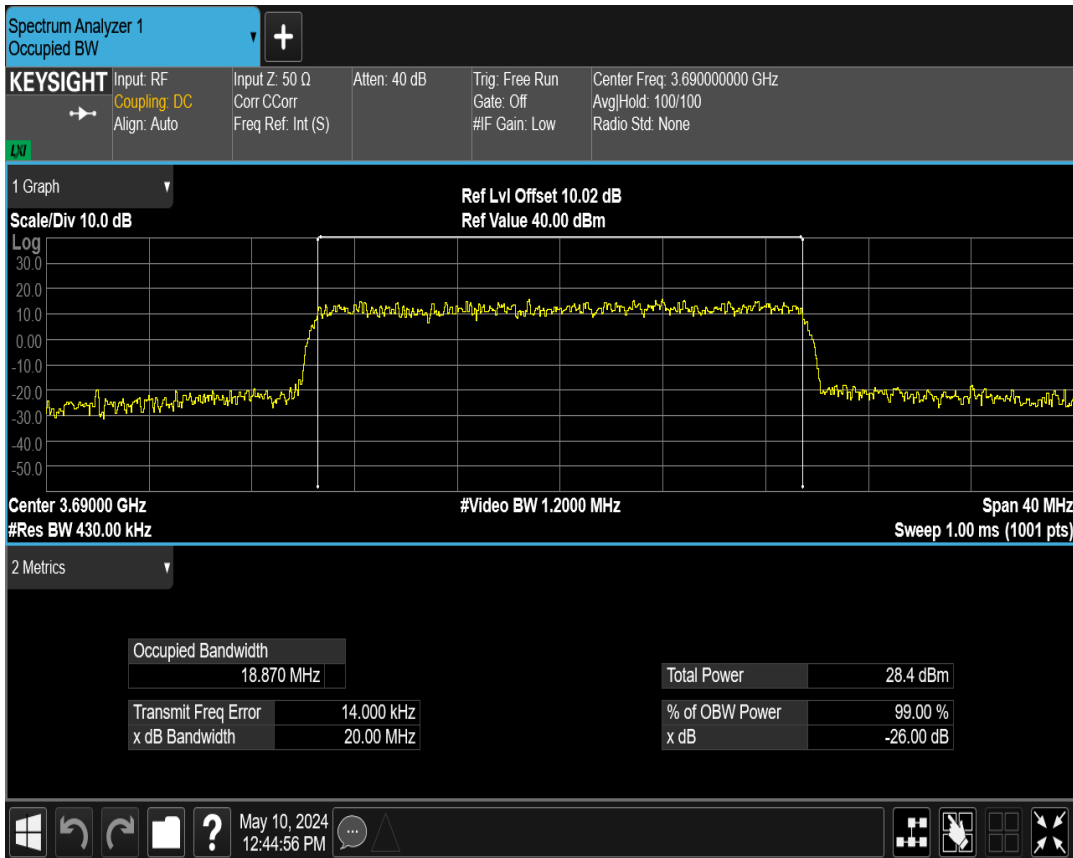 Spectrum Analyzer 1
Occupied BW
+
KEYSIGHT
LXI
Input: RF
Coupling: DC
Align: Auto
Input Z: 50 Ω
Corr CCorr
Freq Ref: Int (S)
Atten: 40 dB
Trig: Free Run
Gate: Off
#IF Gain: Low
Center Freq: 3.690000000 GHz
Avg|Hold: 100/100
Radio Std: None
1 Graph
Ref Lvl Offset 10.02 dB
Scale/Div 10.0 dB
Ref Value 40.00 dBm
Log
30.0
20.0
10.0
0.00
-10.0
-20.0
-30.0
-40.0
-50.0
Center 3.69000 GHz
#Video BW 1.2000 MHz
Span 40 MHz
#Res BW 430.00 kHz
Sweep 1.00 ms (1001 pts)
2 Metrics
Occupied Bandwidth
18.870 MHz
Total Power 28.4 dBm
Transmit Freq Error 14.000 kHz
% of OBW Power 99.00 %
x dB Bandwidth 20.00 MHz
x dB -26.00 dB
?
May 10, 2024
12:44:56 PM